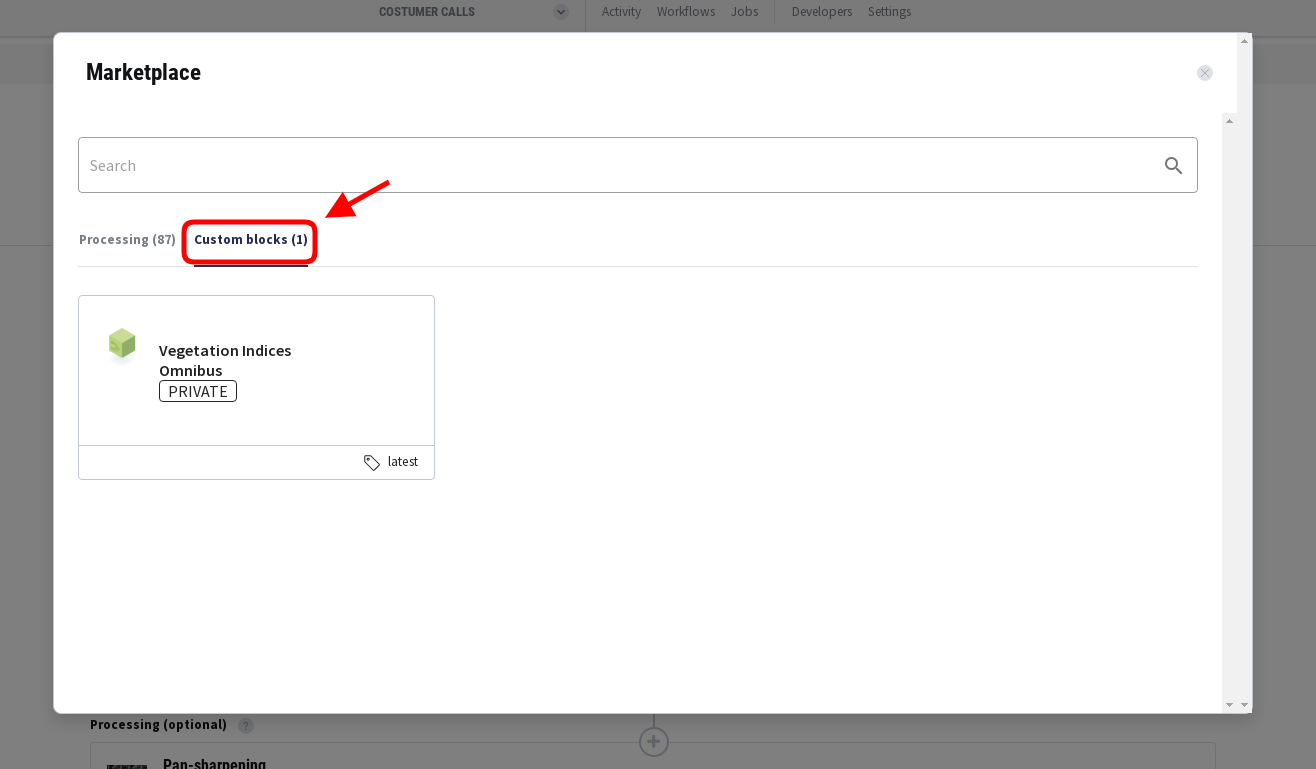 COSTUMER CALLS
Activity Workflows Jobs Developers Settings
Marketplace
Search
Processing (87) Custom blocks (1)
Vegetation Indices
Omnibus
PRIVATE
latest
Processing (optional) ?
Pan-sharpening